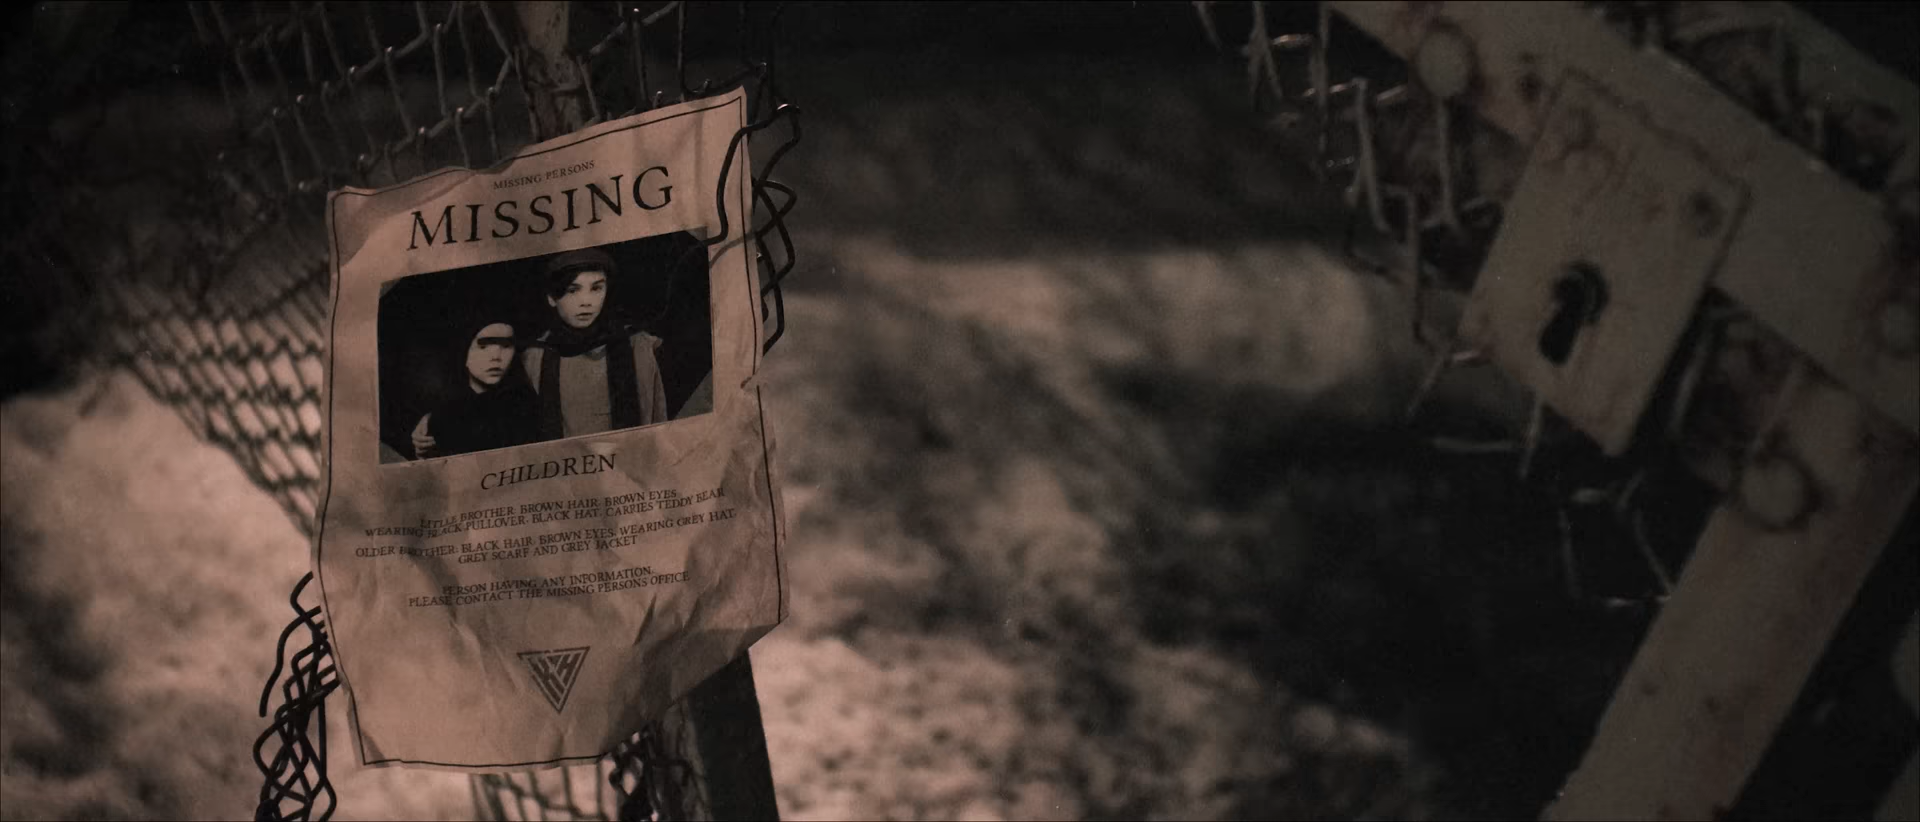 MISSING PERSONS
MISSING
CHILDREN
LITTLE BROTHER: BROWN HAIR, BROWN EYES,
WEARING BLACK PULLOVER, BLACK HAT, CARRIES TEDDY BEAR
OLDER BROTHER: BLACK HAIR, BROWN EYES, WEARING GREY HAT,
GREY SCARF AND GREY JACKET
PERSON HAVING ANY INFORMATION,
PLEASE CONTACT THE MISSING PERSONS OFFICE